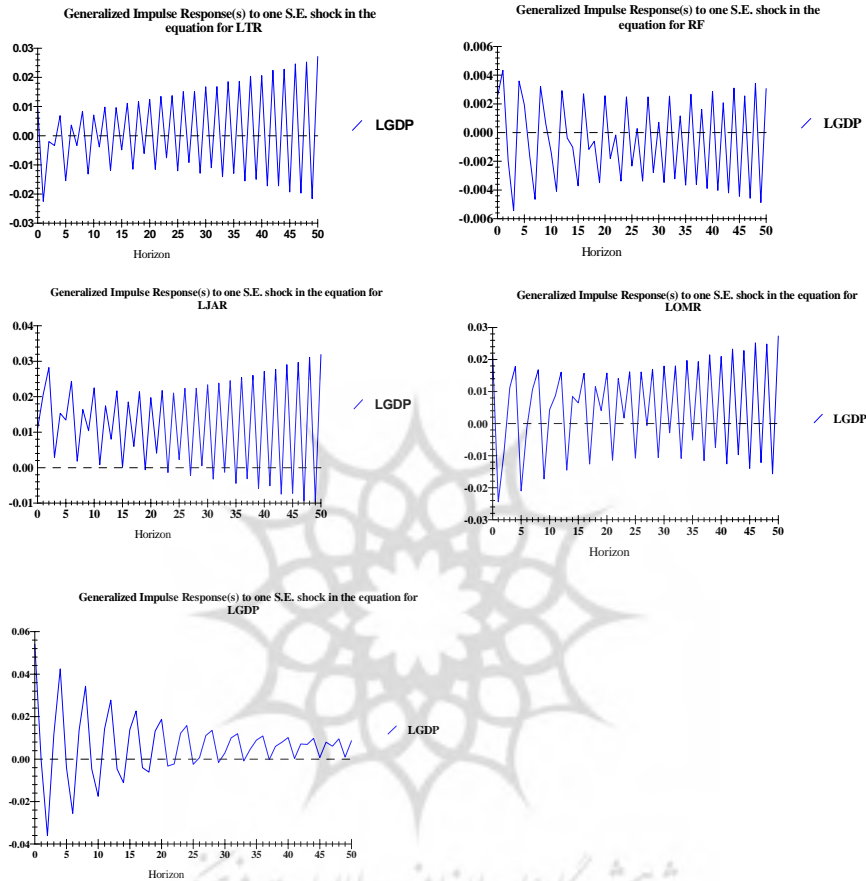 Generalized Impulse Response(s) to one S.E. shock in the
equation for LTR
0.03
0.02
0.01
0.00
-0.01
-0.02
-0.03
0 5 10 15 20 25 30 35 40 45 50
Horizon
LGDP
Generalized Impulse Response(s) to one S.E. shock in the
equation for RF
0.006
0.004
0.002
0.000
-0.002
-0.004
-0.006
0 5 10 15 20 25 30 35 40 45 50
Horizon
LGDP
Generalized Impulse Response(s) to one S.E. shock in the equation for
LJAR
0.04
0.03
0.02
0.01
0.00
-0.01
0 5 10 15 20 25 30 35 40 45 50
Horizon
LGDP
Generalized Impulse Response(s) to one S.E. shock in the equation for
LOMR
0.03
0.02
0.01
0.00
-0.01
-0.02
-0.03
0 5 10 15 20 25 30 35 40 45 50
Horizon
LGDP
Generalized Impulse Response(s) to one S.E. shock in the equation for
LGDP
0.06
0.04
0.02
0.00
-0.02
-0.04
0 5 10 15 20 25 30 35 40 45 50
Horizon
LGDP